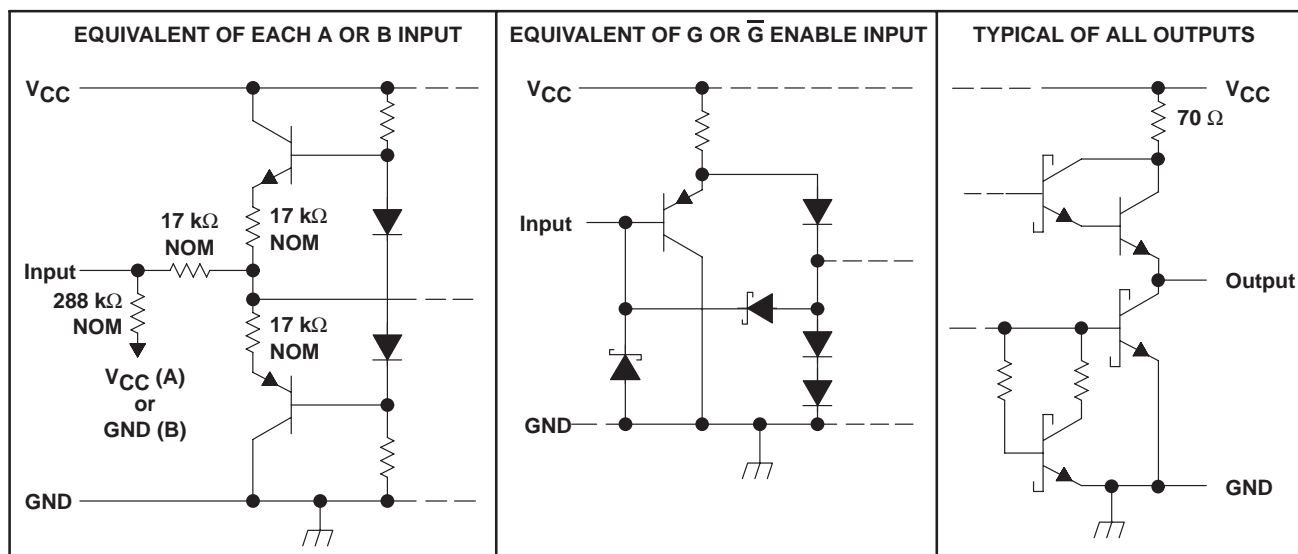 EQUIVALENT OF EACH A OR B INPUT
VCC
17 kΩ
NOM
17 kΩ
NOM
Input
288 kΩ
NOM
17 kΩ
NOM
VCC (A)
or
GND (B)
GND
EQUIVALENT OF G OR G̅ ENABLE INPUT
VCC
Input
GND
TYPICAL OF ALL OUTPUTS
VCC
70 Ω
Output
GND